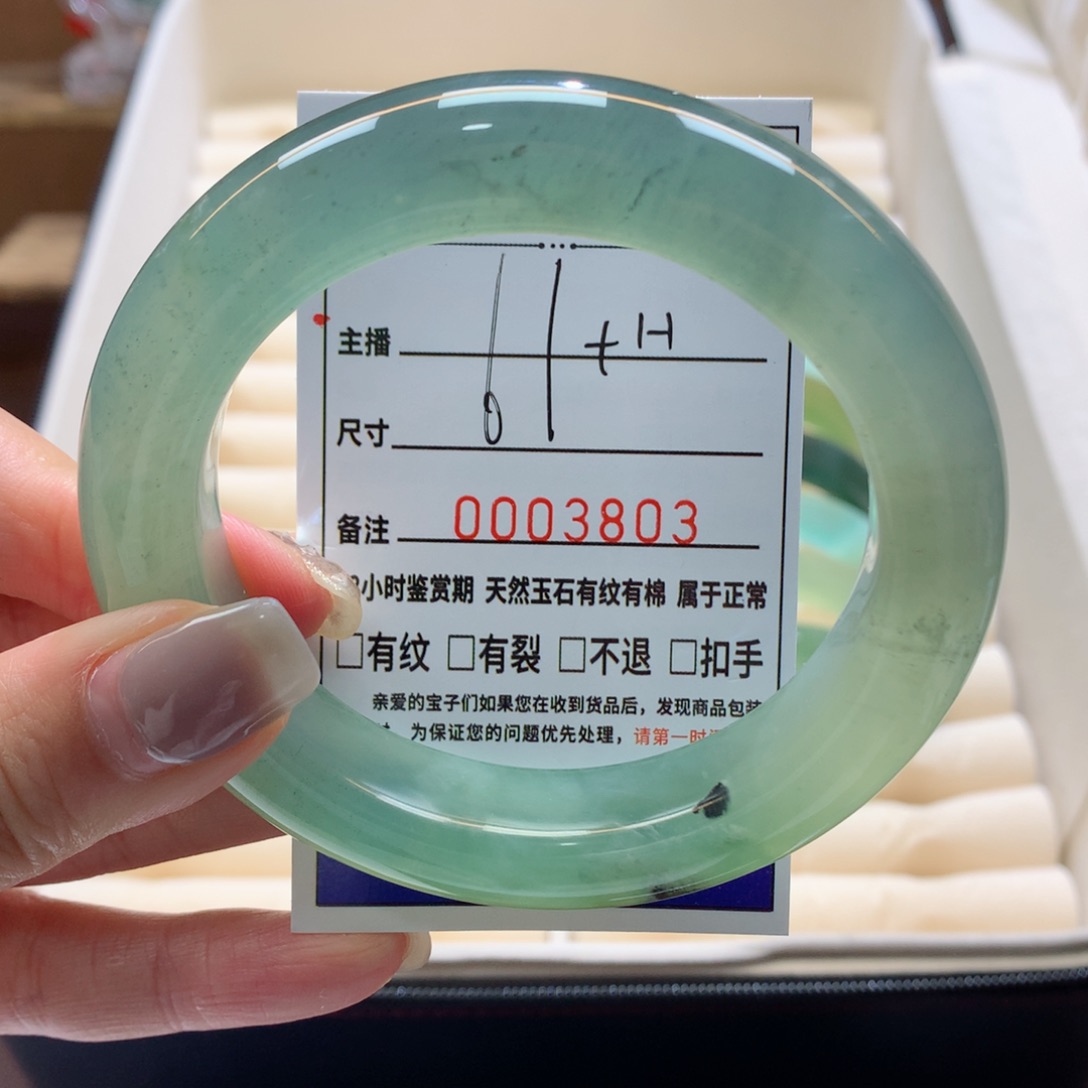 主播
+H
尺寸
备注 0003803
小时鉴赏期 天然玉石有纹有棉 属于正常
□有纹 □有裂 □不退 □扣手
亲爱的宝子们如果您在收到货品后，发现商品包装
为保证您的问题优先处理，请第一时